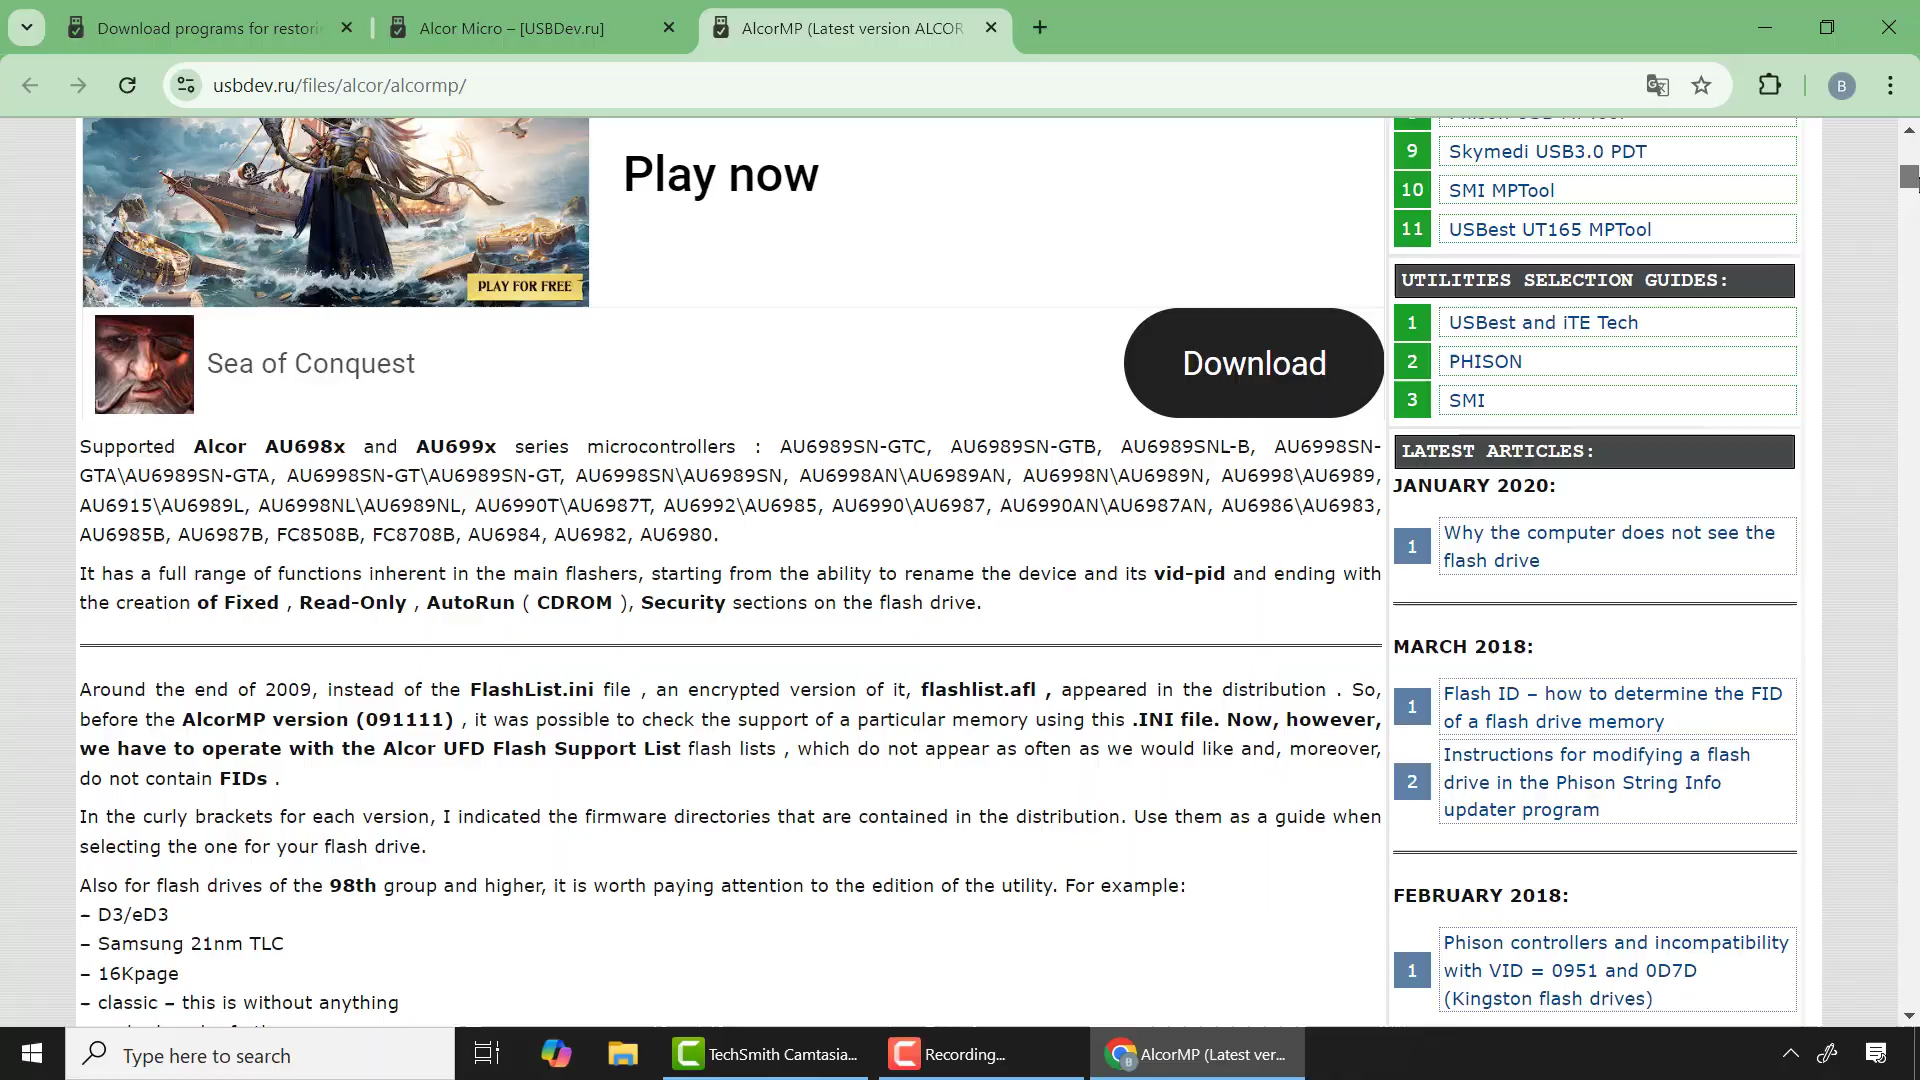 Download programs for restori
Alcor Micro – [USBDev.ru]
AlcorMP (Latest version ALCOR
usbdev.ru/files/alcor/alcormp/
B
PLAY FOR FREE
Play now
Sea of Conquest
Download
Supported Alcor AU698x and AU699x series microcontrollers : AU6989SN-GTC, AU6989SN-GTB, AU6989SNL-B, AU6998SN-
GTA\AU6989SN-GTA, AU6998SN-GT\AU6989SN-GT, AU6998SN\AU6989SN, AU6998AN\AU6989AN, AU6998N\AU6989N, AU6998\AU6989,
AU6915\AU6989L, AU6998NL\AU6989NL, AU6990T\AU6987T, AU6992\AU6985, AU6990\AU6987, AU6990AN\AU6987AN, AU6986\AU6983,
AU6985B, AU6987B, FC8508B, FC8708B, AU6984, AU6982, AU6980.
It has a full range of functions inherent in the main flashers, starting from the ability to rename the device and its vid-pid and ending with
the creation of Fixed , Read-Only , AutoRun ( CDROM ), Security sections on the flash drive.
Around the end of 2009, instead of the FlashList.ini file , an encrypted version of it, flashlist.afl , appeared in the distribution . So,
before the AlcorMP version (091111) , it was possible to check the support of a particular memory using this .INI file. Now, however,
we have to operate with the Alcor UFD Flash Support List flash lists , which do not appear as often as we would like and, moreover,
do not contain FIDs .
In the curly brackets for each version, I indicated the firmware directories that are contained in the distribution. Use them as a guide when
selecting the one for your flash drive.
Also for flash drives of the 98th group and higher, it is worth paying attention to the edition of the utility. For example:
– D3/eD3
– Samsung 21nm TLC
– 16Kpage
– classic – this is without anything
9 Skymedi USB3.0 PDT
10 SMI MPTool
11 USBest UT165 MPTool
UTILITIES SELECTION GUIDES:
1 USBest and iTE Tech
2 PHISON
3 SMI
LATEST ARTICLES:
JANUARY 2020:
1 Why the computer does not see the
flash drive
MARCH 2018:
1 Flash ID – how to determine the FID
of a flash drive memory
2 Instructions for modifying a flash
drive in the Phison String Info
updater program
FEBRUARY 2018:
1 Phison controllers and incompatibility
with VID = 0951 and 0D7D
(Kingston flash drives)
Type here to search
TechSmith Camtasia...
Recording...
AlcorMP (Latest ver...